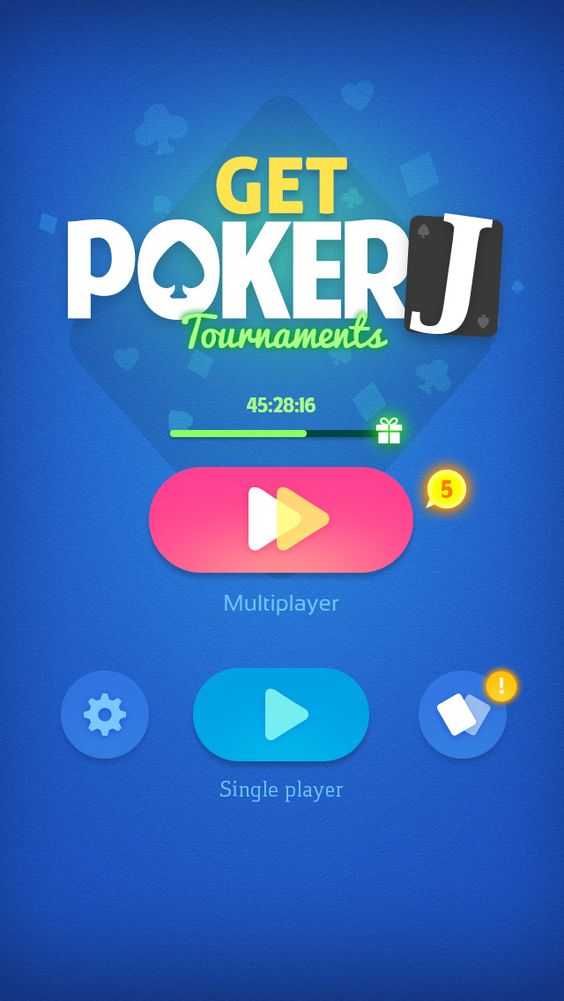 GET
POKER J
Tournaments
45:28:16
5
Multiplayer
!
Single player